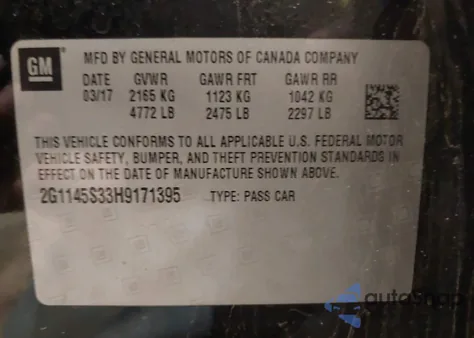 GM
MFD BY GENERAL MOTORS OF CANADA COMPANY
DATE GVWR GAWR FRT GAWR RR
03/17 2165 KG 1123 KG 1042 KG
4772 LB 2475 LB 2297 LB
THIS VEHICLE CONFORMS TO ALL APPLICABLE U.S. FEDERAL MOTOR
VEHICLE SAFETY, BUMPER, AND THEFT PREVENTION STANDARDS IN
EFFECT ON THE DATE OF MANUFACTURE SHOWN ABOVE.
2G1145S33H9171395 TYPE: PASS CAR
autosnap